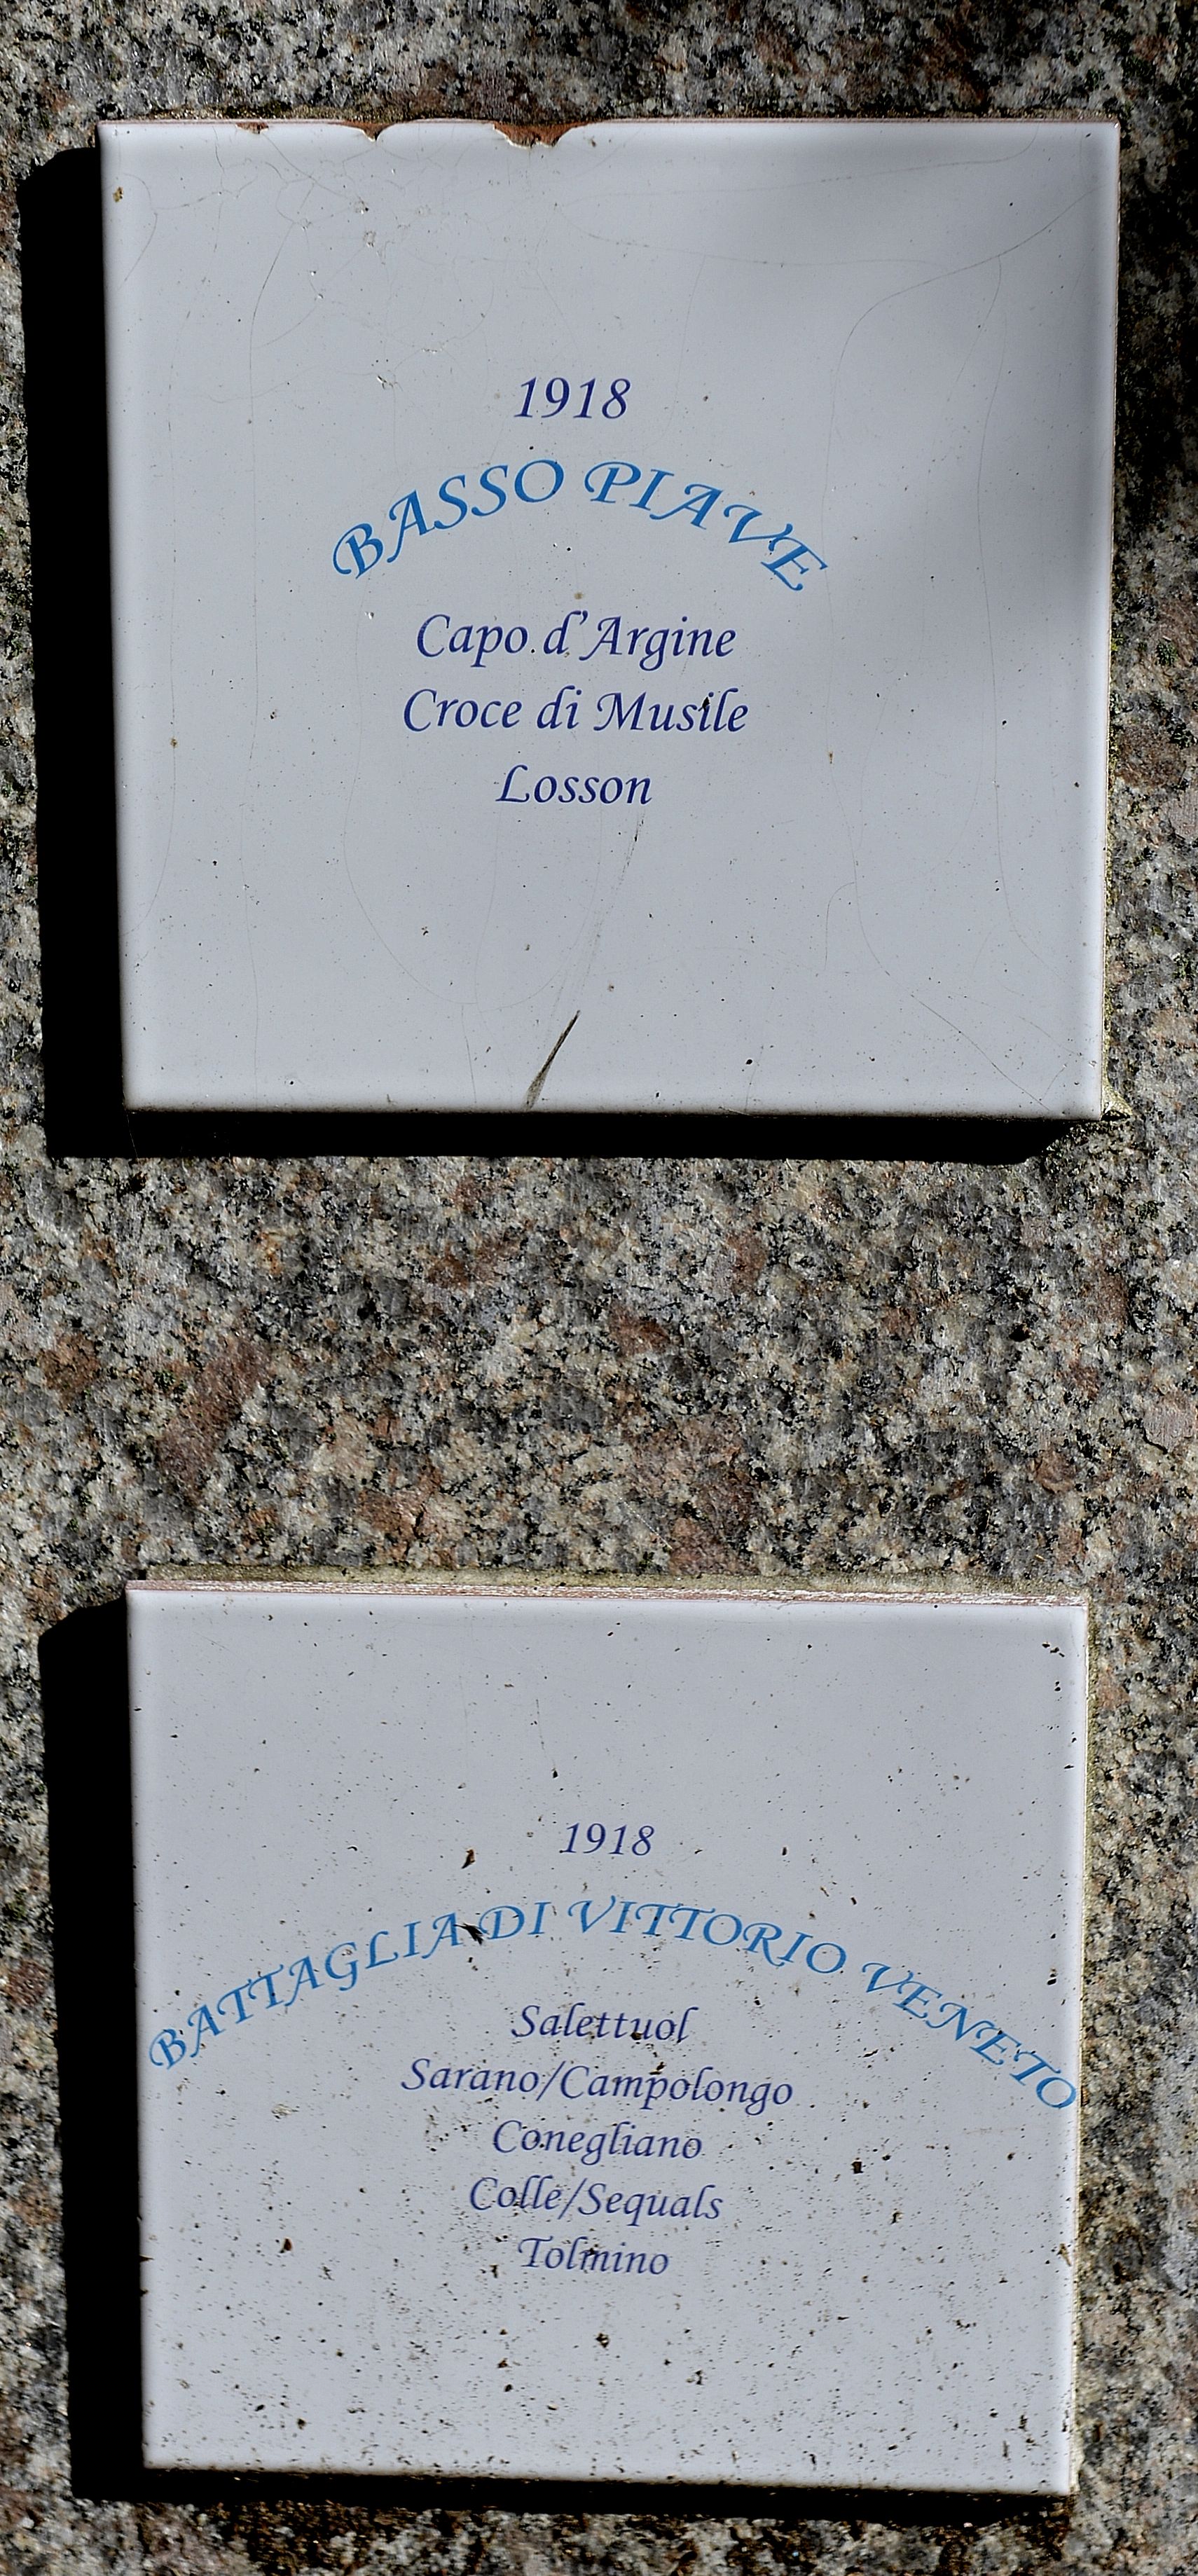 1918
BASSO PIAVE
Capo d'Argine
Croce di Musile
Losson
1918
BATTAGLIA DI VITTORIO VENETO
Salettuol
Sarano/Campolongo
Conegliano
Colle/Sequals
Tolmino